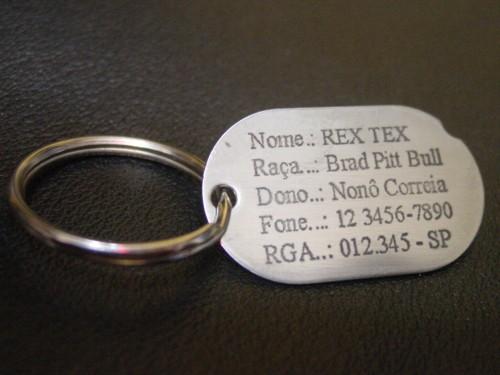 Nome.: REX TEX
Raça...: Brad Pitt Bull
Dono..: Nonô Correia
Fone...: 12 3456-7890
RGA..: 012.345 - SP